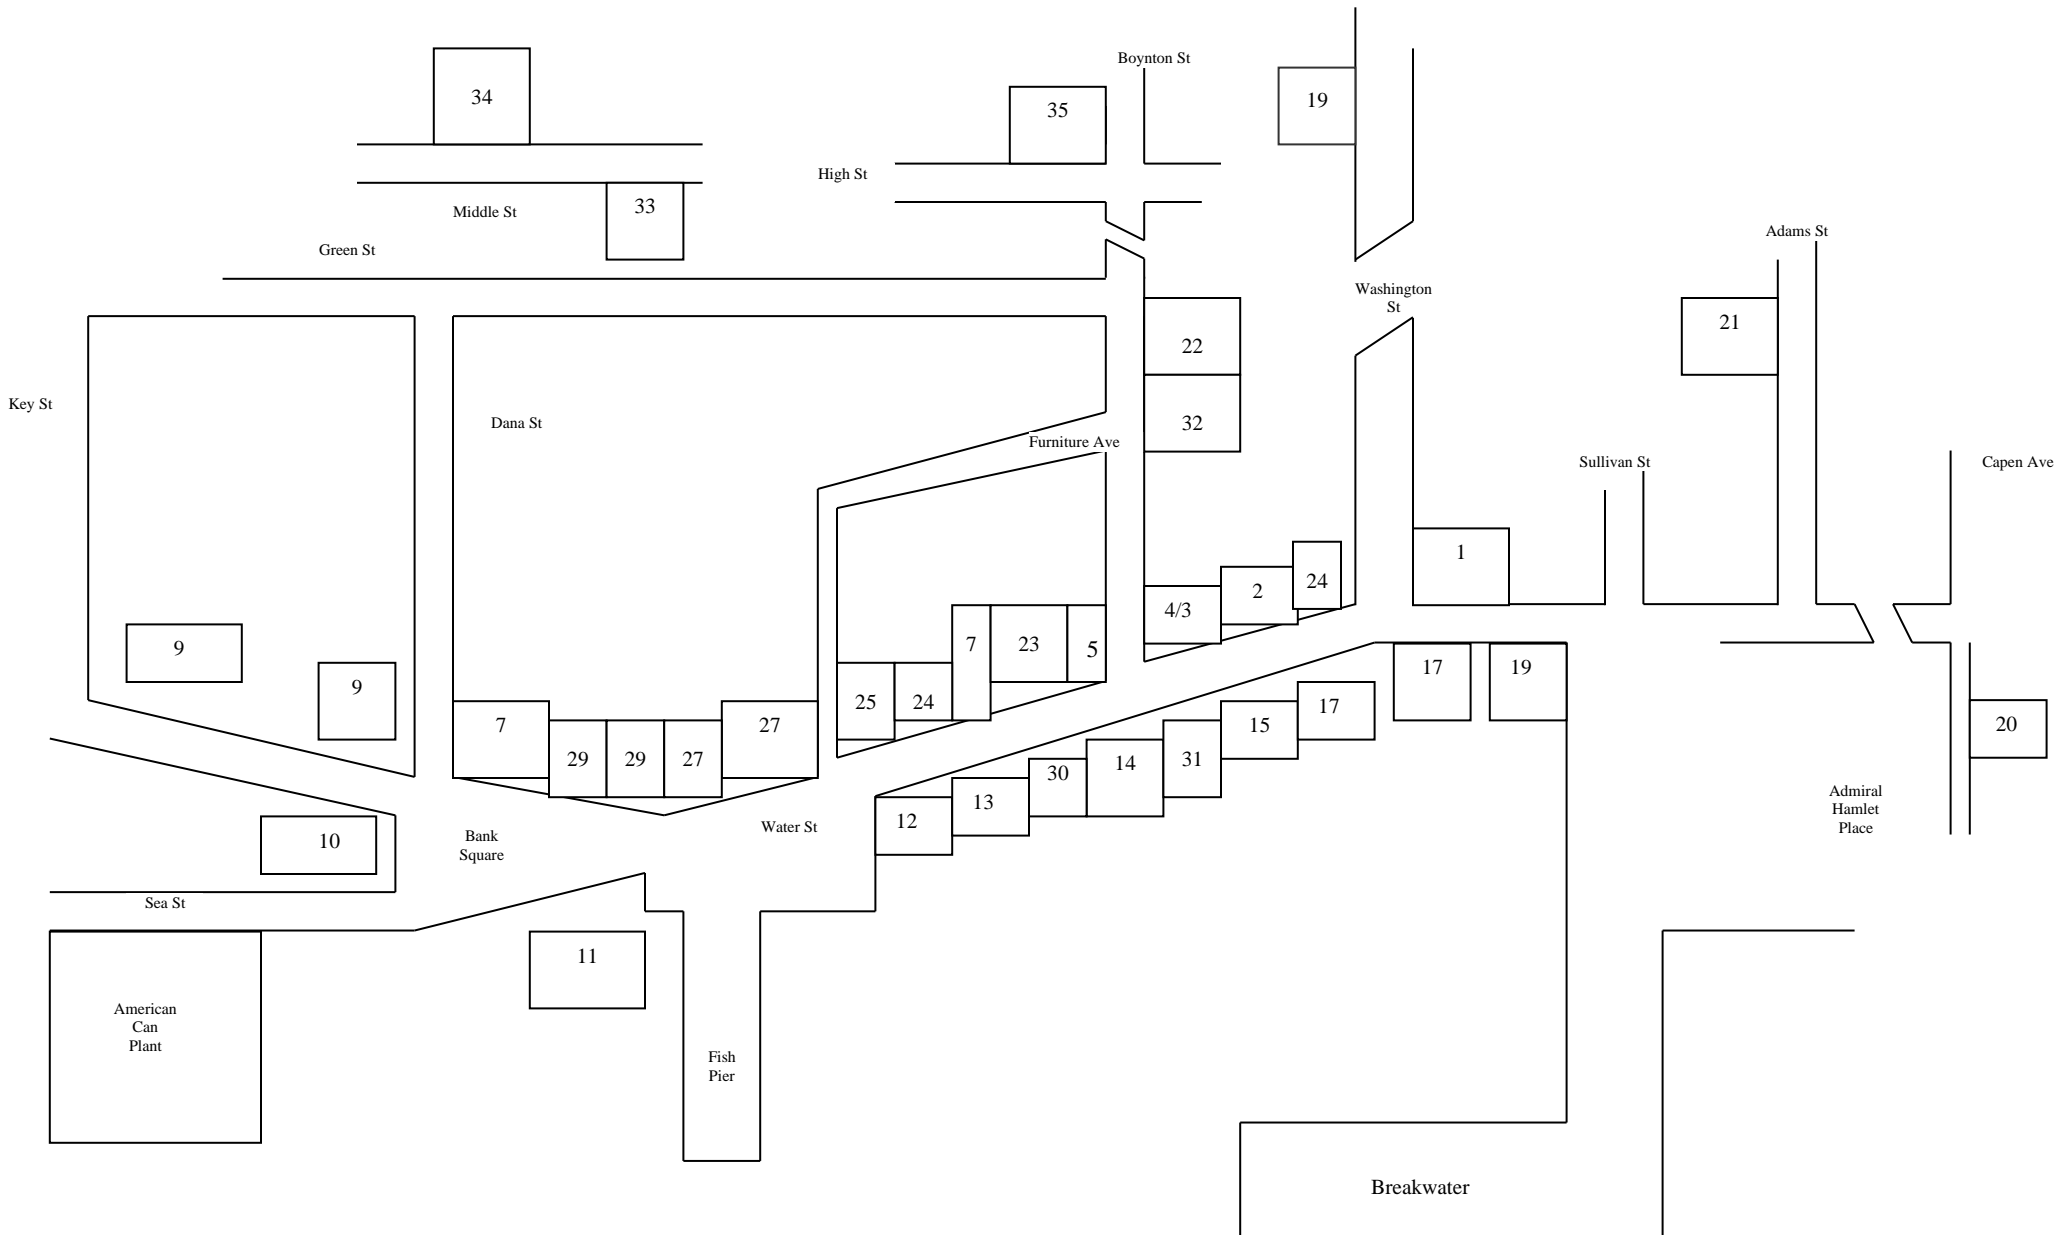 Boynton St
34
19
35
High St
33
Middle St
Adams St
Green St
Washington
St
21
22
Key St
Dana St
32
Furniture Ave
Sullivan St
Capen Ave
1
24
2
4/3
9
7
23
5
9
17
19
25
24
17
20
7
27
15
29
29
27
14
31
30
13
Admiral
Hamlet
Place
12
Water St
10
Bank
Square
Sea St
11
American
Can
Plant
Fish
Pier
Breakwater